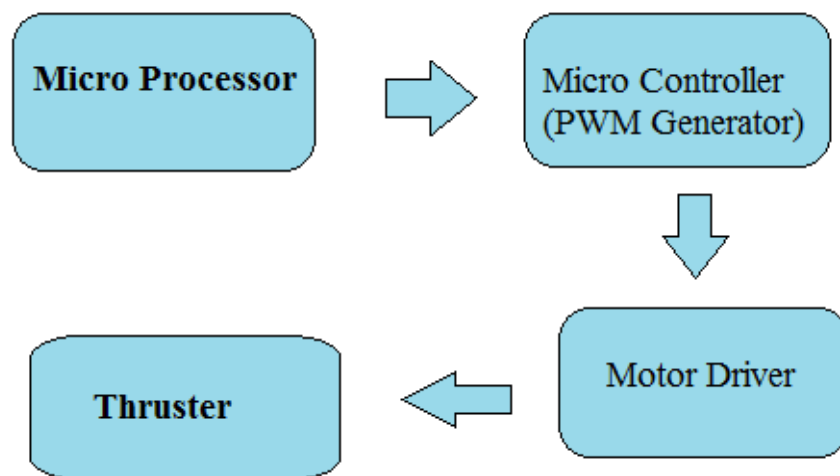 Micro Processor
Micro Controller
(PWM Generator)
Motor Driver
Thruster